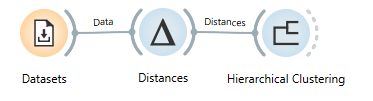 Data
Distances
Datasets
Distances
Hierarchical Clustering